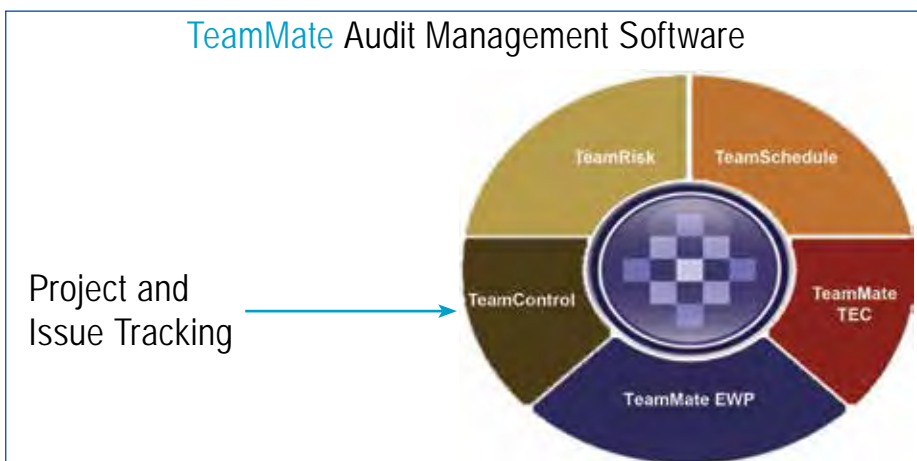 TeamMate Audit Management Software
TeamRisk
TeamSchedule
Project and
Issue Tracking
TeamControl
TeamMate
TEC
TeamMate EWP